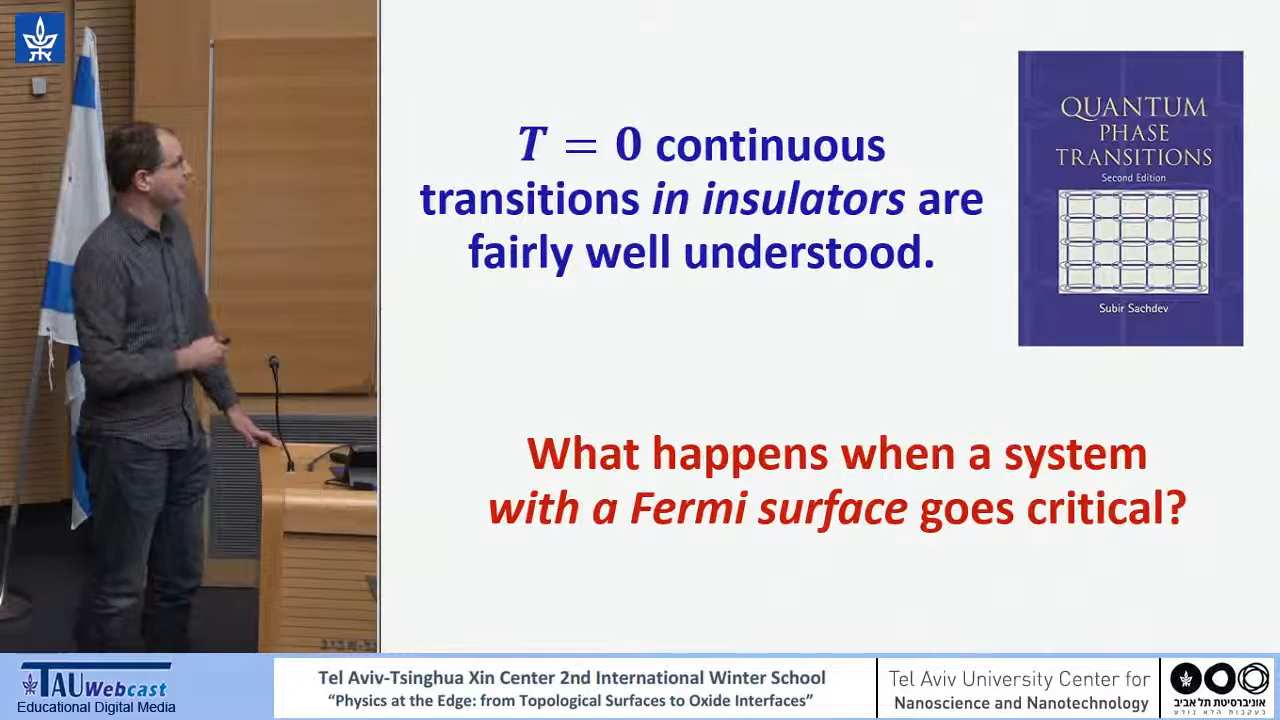 T = 0 continuous
transitions in insulators are
fairly well understood.
QUANTUM
PHASE
TRANSITIONS
Second Edition
Subir Sachdev
What happens when a system
with a Fermi surface goes critical?
TAU Webcast
Educational Digital Media
Tel Aviv-Tsinghua Xin Center 2nd International Winter School
“Physics at the Edge: from Topological Surfaces to Oxide Interfaces”
Tel Aviv University Center for
Nanoscience and Nanotechnology
אוניברסיטת תל אביב